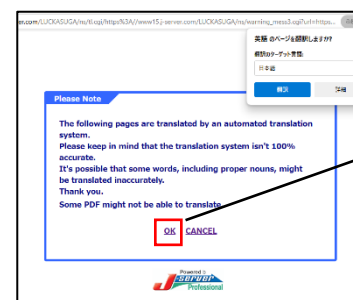 er.com/LUCKASUGA/ns/tl.cgi/https%3A//www15.j-server.com/LUCKASUGA/ns/warning_mess3.cgi?url=https...
英語 のページを翻訳しますか?
翻訳のターゲット言語:
日本語
翻訳
詳細
Please Note
The following pages are translated by an automated translation
system.
Please keep in mind that the translation system isn't 100%
accurate.
It's possible that some words, including proper nouns, might
be translated inaccurately.
Thank you.
Some PDF might not be able to translate
OK CANCEL
Powered by
J-SERVER
Professional